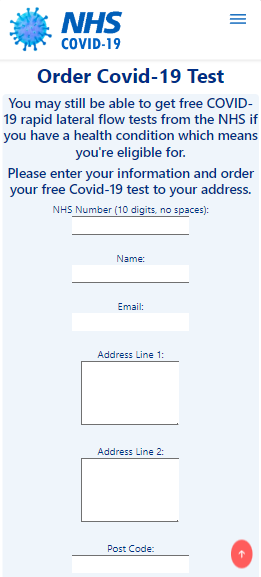 NHS
COVID-19
Order Covid-19 Test
You may still be able to get free COVID-
19 rapid lateral flow tests from the NHS if
you have a health condition which means
you're eligible for.
Please enter your information and order
your free Covid-19 test to your address.
NHS Number (10 digits, no spaces):
Name:
Email:
Address Line 1:
Address Line 2:
Post Code: